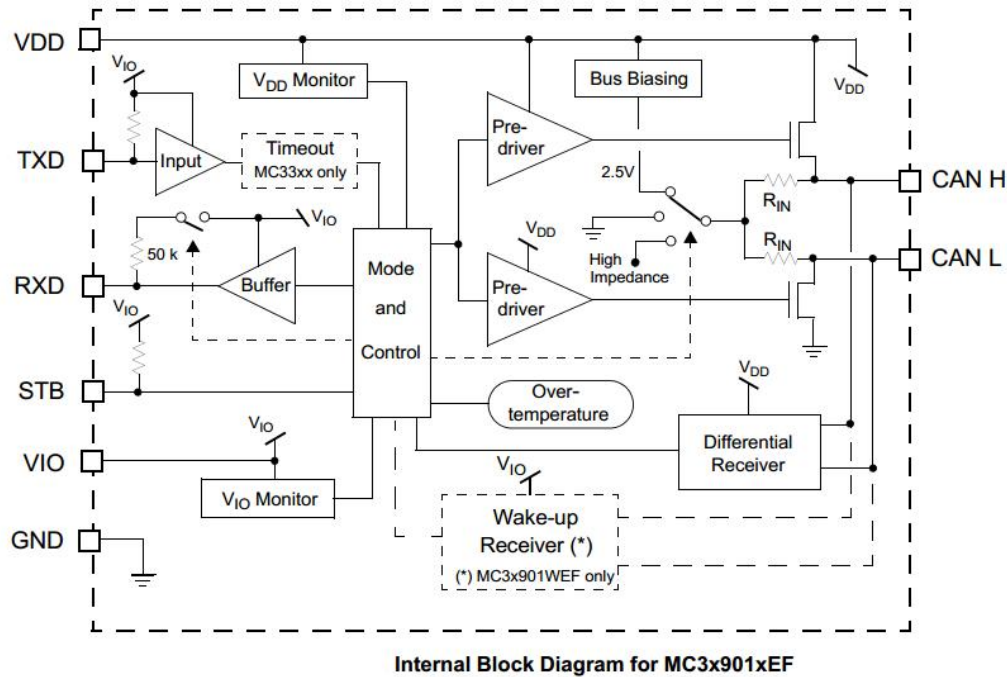 VDD
VIO
VDD Monitor
Bus Biasing
VDD
Pre-
driver
TXD
Input
Timeout
MC33xx only
2.5V
CAN H
RIN
VIO
VDD
RIN
CAN L
50 k
High
Impedance
RXD
Buffer
Mode
and
Control
Pre-
driver
VIO
STB
Over-
temperature
VDD
VIO
Differential
Receiver
VIO
VIO Monitor
VIO
Wake-up
Receiver (*)
(*) MC3x901WEF only
GND
Internal Block Diagram for MC3x901xEF